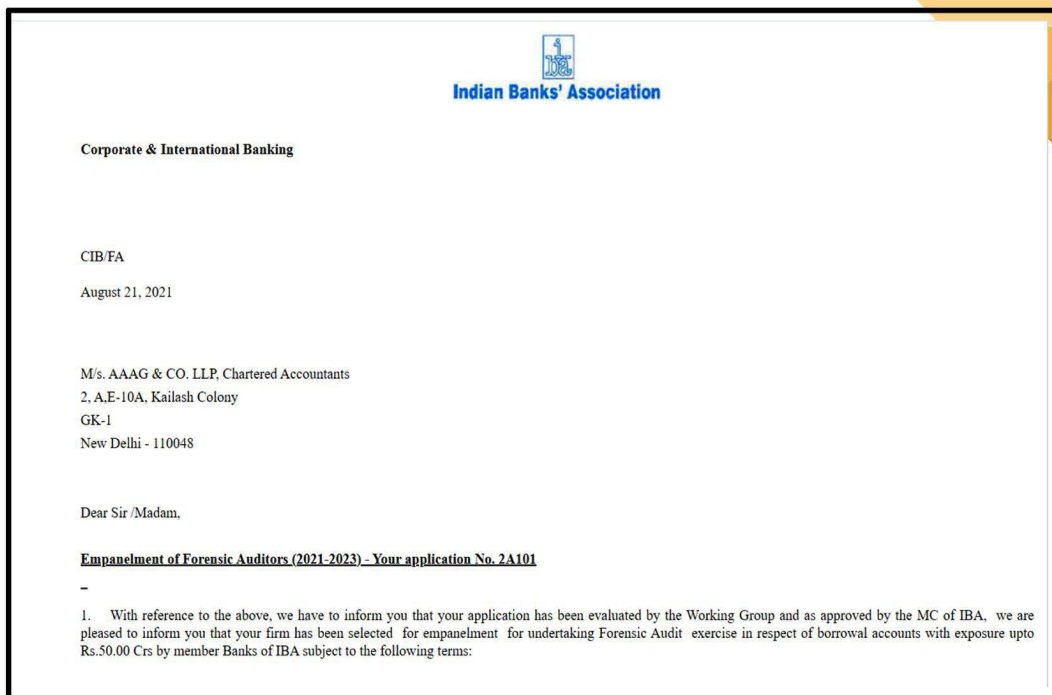 iba
Indian Banks' Association
Corporate & International Banking
CIB/FA
August 21, 2021
M/s. AAAG & CO. LLP, Chartered Accountants
2, A,E-10A, Kailash Colony
GK-1
New Delhi - 110048
Dear Sir /Madam,
Empanelment of Forensic Auditors (2021-2023) - Your application No. 2A101
–
1. With reference to the above, we have to inform you that your application has been evaluated by the Working Group and as approved by the MC of IBA, we are
pleased to inform you that your firm has been selected for empanelment for undertaking Forensic Audit exercise in respect of borrowal accounts with exposure upto
Rs.50.00 Crs by member Banks of IBA subject to the following terms: